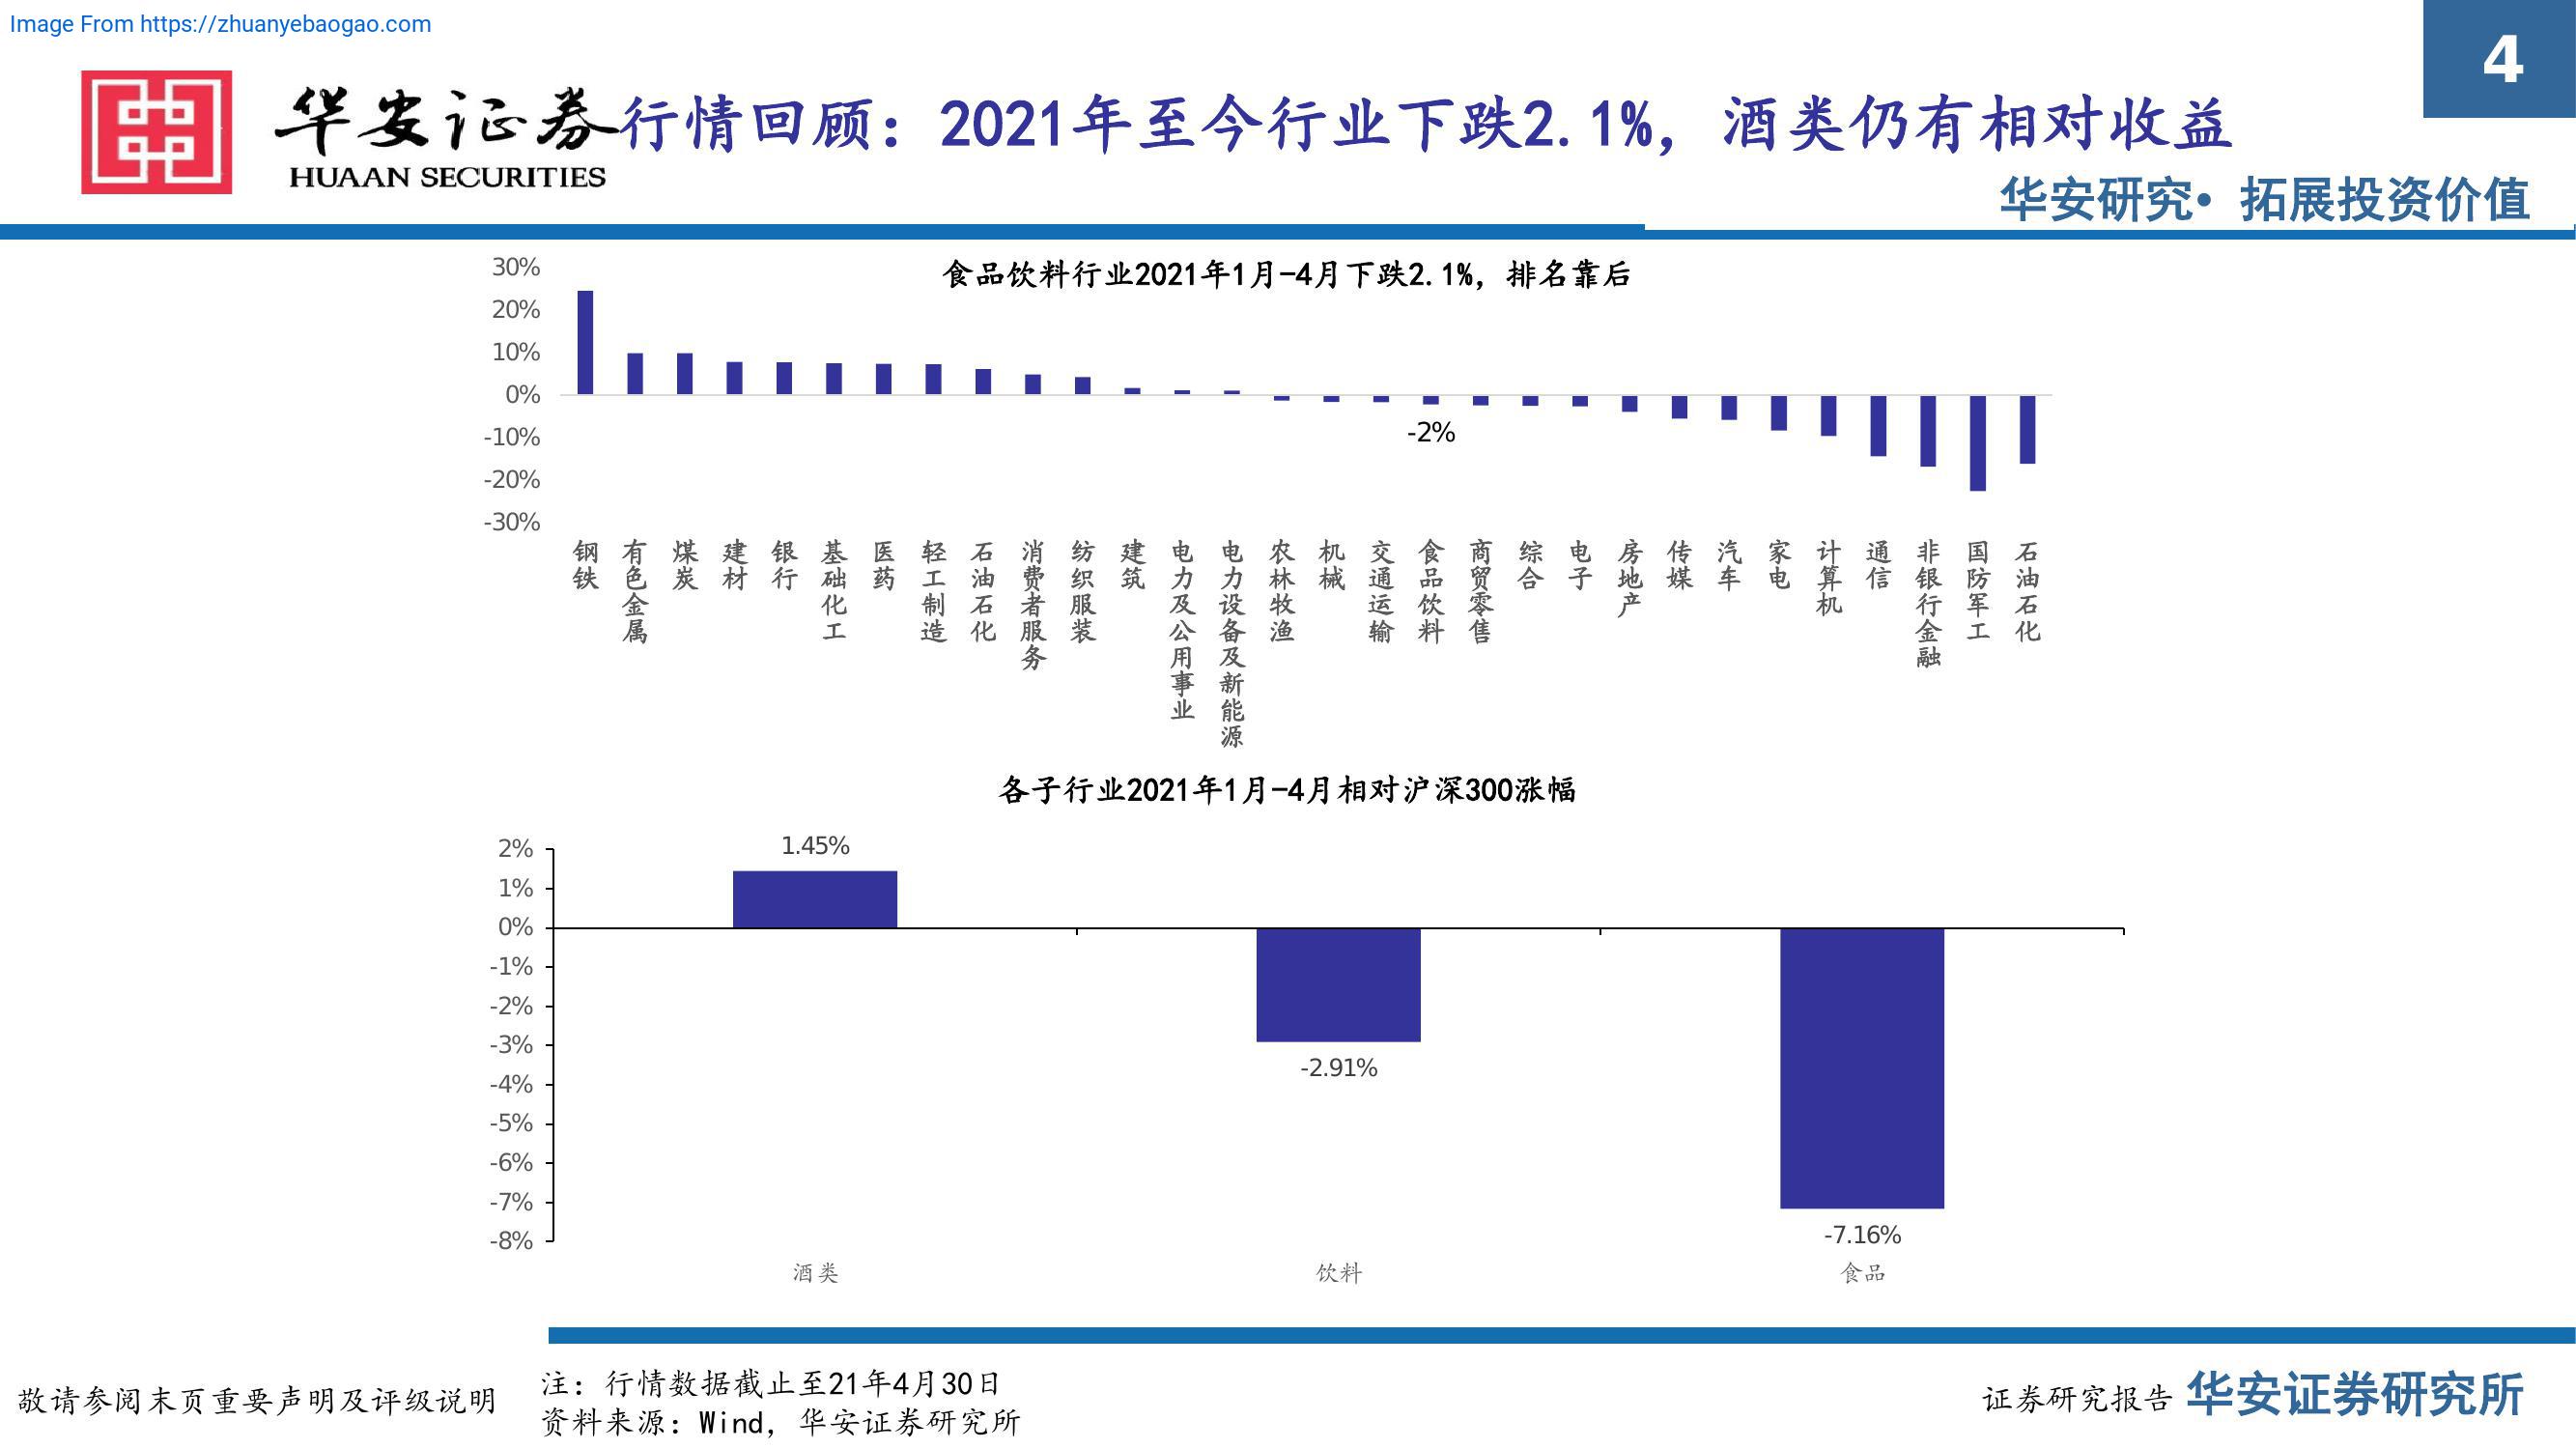 Image From https://zhuanyebaogao.com
4
华安证券
HUAAN SECURITIES
行情回顾：2021年至今行业下跌2.1%，酒类仍有相对收益
华安研究• 拓展投资价值
食品饮料行业2021年1月-4月下跌2.1%，排名靠后
30%
20%
10%
0%
-10%
-20%
-30%
-2%
钢铁
有色金属
煤炭
建材
银行
基础化工
医药
轻工制造
石油石化
消费者服务
纺织服装
建筑
电力及公用事业
电力设备及新能源
农林牧渔
机械
交通运输
食品饮料
商贸零售
综合
电子
房地产
传媒
汽车
家电
计算机
通信
非银行金融
国防军工
石油石化
各子行业2021年1月-4月相对沪深300涨幅
2%
1%
0%
-1%
-2%
-3%
-4%
-5%
-6%
-7%
-8%
1.45%
-2.91%
-7.16%
酒类
饮料
食品
敬请参阅末页重要声明及评级说明
注：行情数据截止至21年4月30日
资料来源：Wind，华安证券研究所
证券研究报告
华安证券研究所